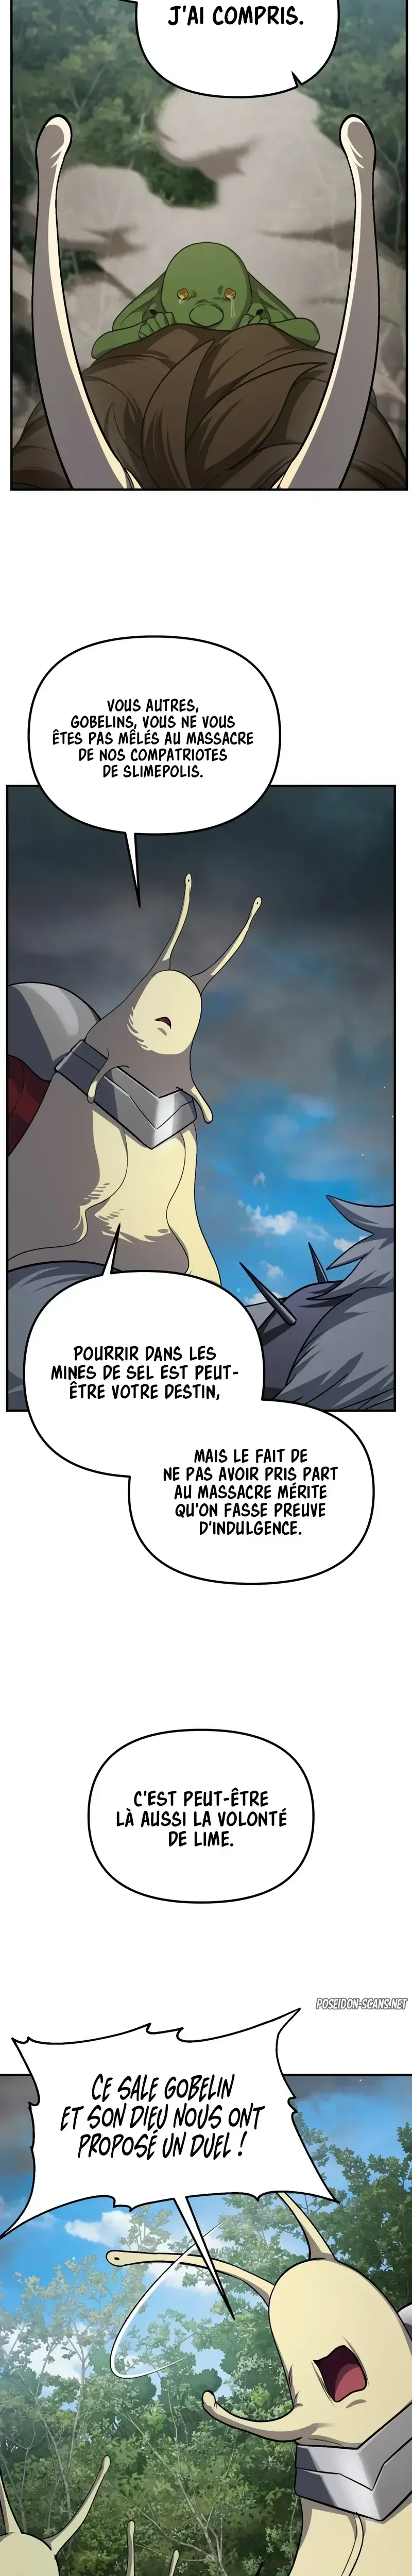 J'AI COMPRIS.
VOUS AUTRES,
GOBELINS, VOUS NE VOUS
ÊTES PAS MÊLÉS AU MASSACRE
DE NOS COMPATRIOTES
DE SLIMEPOLIS.
POURRIR DANS LES
MINES DE SEL EST PEUT-
ÊTRE VOTRE DESTIN,
MAIS LE FAIT DE
NE PAS AVOIR PRIS PART
AU MASSACRE MÉRITE
QU'ON FASSE PREUVE
D'INDULGENCE.
C'EST PEUT-ÊTRE
LÀ AUSSI LA VOLONTÉ
DE LIME.
POSEIDON-SCANS.NET
CE SALE GOBELIN
ET SON DIEU NOUS ONT
PROPOSÉ UN DUEL !